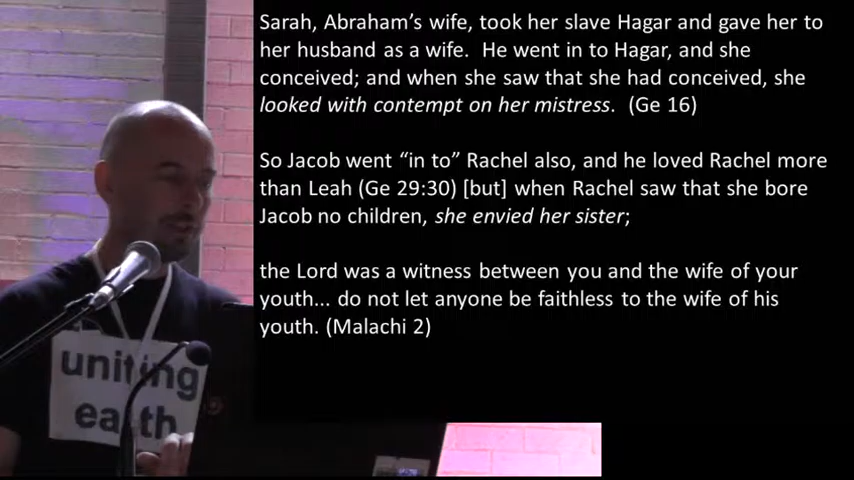 Sarah, Abraham's wife, took her slave Hagar and gave her to
her husband as a wife.  He went in to Hagar, and she
conceived; and when she saw that she had conceived, she
looked with contempt on her mistress.  (Ge 16)
So Jacob went “in to” Rachel also, and he loved Rachel more
than Leah (Ge 29:30) [but] when Rachel saw that she bore
Jacob no children, she envied her sister;
the Lord was a witness between you and the wife of your
youth... do not let anyone be faithless to the wife of his
youth. (Malachi 2)
uniting
earth